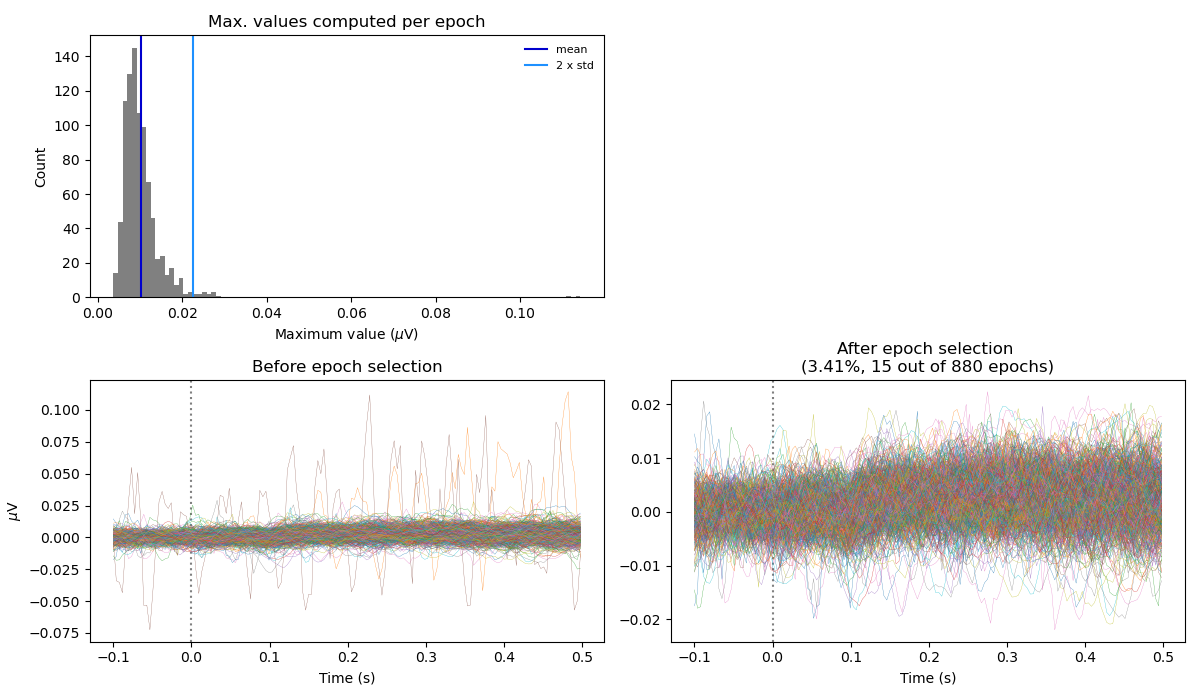 Max. values computed per epoch
mean
2 x std
140
120
100
80
60
40
20
0
Count
0.00 0.02 0.04 0.06 0.08 0.10
Maximum value (μV)
Before epoch selection
0.100
0.075
0.050
0.025
0.000
−0.025
−0.050
−0.075
μV
−0.1 0.0 0.1 0.2 0.3 0.4 0.5
Time (s)
After epoch selection
(3.41%, 15 out of 880 epochs)
0.02
0.01
0.00
−0.01
−0.02
−0.1 0.0 0.1 0.2 0.3 0.4 0.5
Time (s)